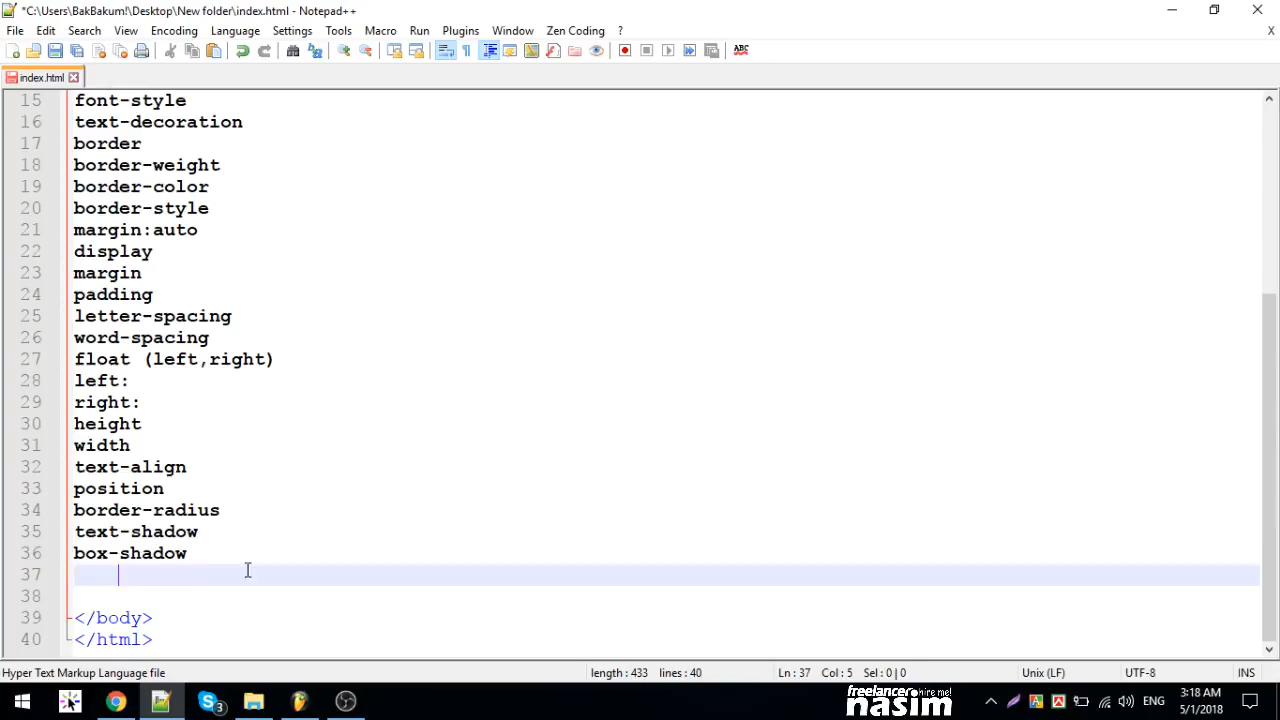 *C:\Users\BakBakum!\Desktop\New folder\index.html - Notepad++
File Edit Search View Encoding Language Settings Tools Macro Run Plugins Window Zen Coding ? X
ABC
index.html
15 font-style
16 text-decoration
17 border
18 border-weight
19 border-color
20 border-style
21 margin:auto
22 display
23 margin
24 padding
25 letter-spacing
26 word-spacing
27 float (left,right)
28 left:
29 right:
30 height
31 width
32 text-align
33 position
34 border-radius
35 text-shadow
36 box-shadow
37
38
39 </body>
40 </html>
Hyper Text Markup Language file length : 433 lines : 40 Ln : 37 Col : 5 Sel : 0 | 0 Unix (LF) UTF-8 INS
3 freelancer hire me! nasim ENG 3:18 AM
5/1/2018